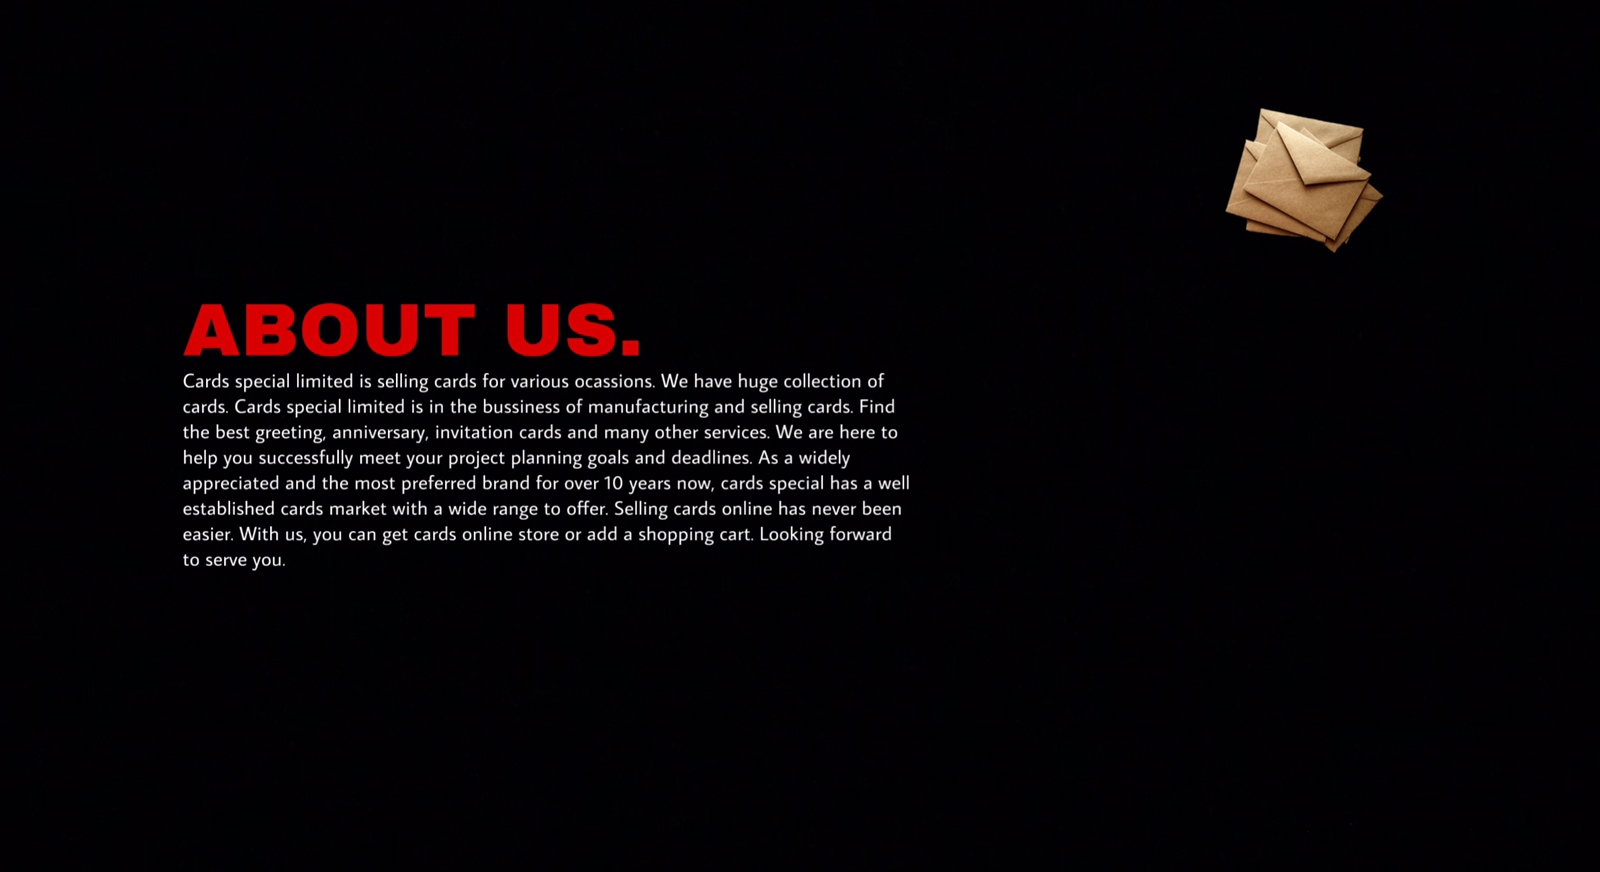 ABOUT US.
Cards special limited is selling cards for various ocassions. We have huge collection of
cards. Cards special limited is in the bussiness of manufacturing and selling cards. Find
the best greeting, anniversary, invitation cards and many other services. We are here to
help you successfully meet your project planning goals and deadlines. As a widely
appreciated and the most preferred brand for over 10 years now, cards special has a well
established cards market with a wide range to offer. Selling cards online has never been
easier. With us, you can get cards online store or add a shopping cart. Looking forward
to serve you.